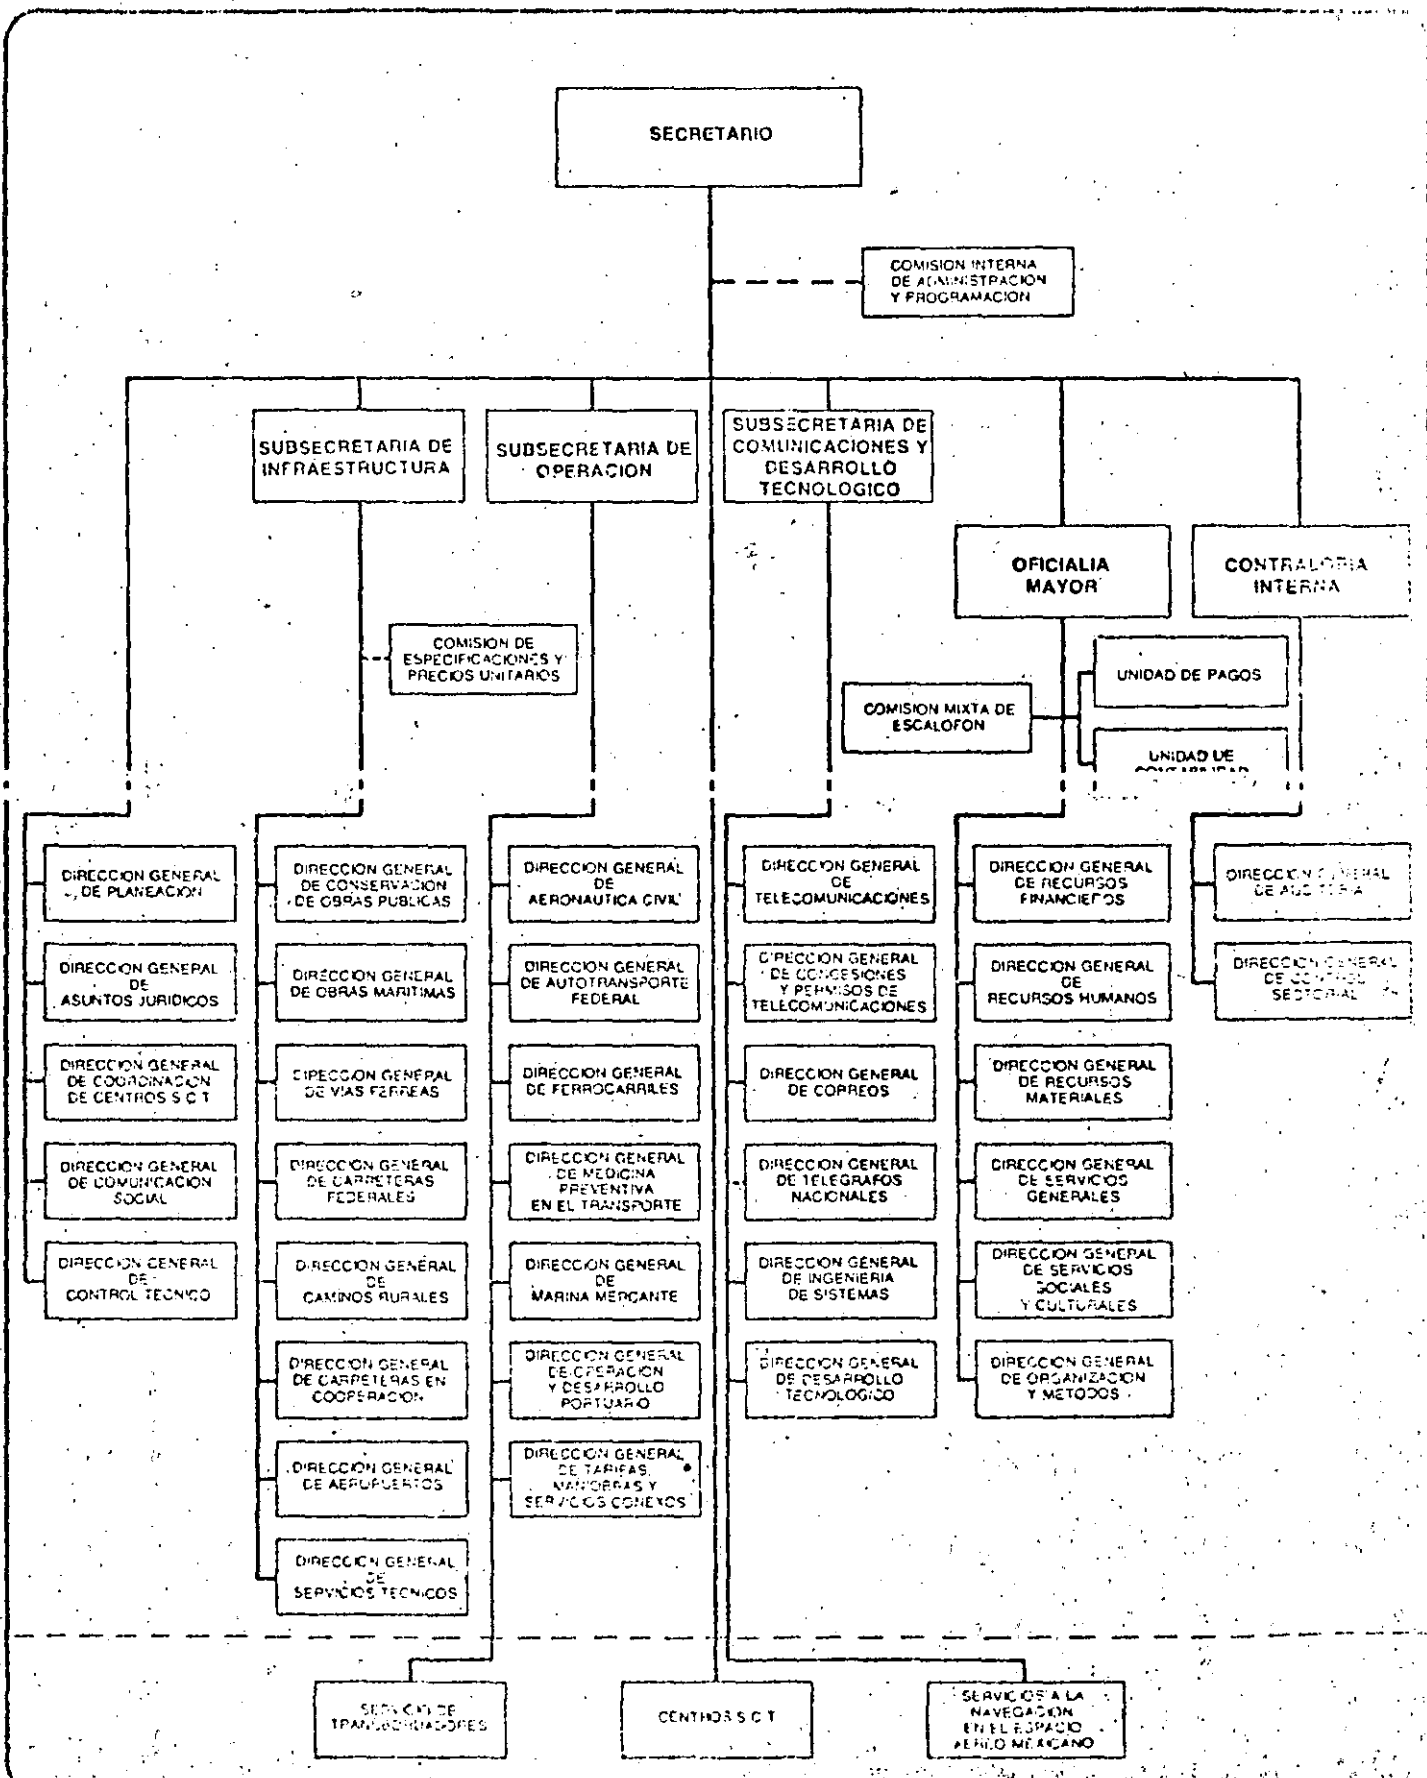 SECRETARIO
COMISION INTERNA
DE ADMINISTRACION
Y PROGRAMACION
SUBSECRETARIA DE
INFRAESTRUCTURA
SUBSECRETARIA DE
OPERACION
SUBSECRETARIA DE
COMUNICACIONES Y
DESARROLLO
TECNOLOGICO
OFICIALIA
MAYOR
CONTRALORIA
INTERNA
COMISION DE
ESPECIFICACIONES Y
PRECIOS UNITARIOS
COMISION MIXTA DE
ESCALOFON
UNIDAD DE PAGOS
UNIDAD DE
CONTABILIDAD
DIRECCION GENERAL
DE PLANEACION
DIRECCION GENERAL
DE
ASUNTOS JURIDICOS
DIRECCION GENERAL
DE COORDINACION
DE CENTROS S C T
DIRECCION GENERAL
DE COMUNICACION
SOCIAL
DIRECCION GENERAL
DE
CONTROL TECNICO
DIRECCION GENERAL
DE CONSERVACION
DE OBRAS PUBLICAS
DIRECCION GENERAL
DE OBRAS MARITIMAS
DIRECCION GENERAL
DE VIAS FERREAS
DIRECCION GENERAL
DE CARRETERAS
FEDERALES
DIRECCION GENERAL
DE
CAMINOS RURALES
DIRECCION GENERAL
DE CARRETERAS EN
COOPERACION
DIRECCION GENERAL
DE AEROPUERTOS
DIRECCION GENERAL
DE
SERVICIOS TECNICOS
DIRECCION GENERAL
DE
AERONAUTICA CIVIL
DIRECCION GENERAL
DE AUTOTRANSPORTE
FEDERAL
DIRECCION GENERAL
DE FERROCARRILES
DIRECCION GENERAL
DE MEDICINA
PREVENTIVA
EN EL TRANSPORTE
DIRECCION GENERAL
DE
MARINA MERCANTE
DIRECCION GENERAL
DE OPERACION
Y DESARROLLO
PORTUARIO
DIRECCION GENERAL
DE TARIFAS,
MANIOBRAS Y
SERVICIOS CONEXOS
DIRECCION GENERAL
DE
TELECOMUNICACIONES
DIRECCION GENERAL
DE CONCESIONES
Y PERMISOS DE
TELECOMUNICACIONES
DIRECCION GENERAL
DE CORREOS
DIRECCION GENERAL
DE TELEGRAFOS
NACIONALES
DIRECCION GENERAL
DE INGENIERIA
DE SISTEMAS
DIRECCION GENERAL
DE DESARROLLO
TECNOLOGICO
DIRECCION GENERAL
DE RECURSOS
FINANCIEROS
DIRECCION GENERAL
DE
RECURSOS HUMANOS
DIRECCION GENERAL
DE RECURSOS
MATERIALES
DIRECCION GENERAL
DE SERVICIOS
GENERALES
DIRECCION GENERAL
DE SERVICIOS
SOCIALES
Y CULTURALES
DIRECCION GENERAL
DE ORGANIZACION
Y METODOS
DIRECCION GENERAL
DE AUDITORIA
DIRECCION GENERAL
DE CONTROL
SECTORIAL
SERVICIO DE
TRANSBORDADORES
CENTROS S C T
SERVICIOS A LA
NAVEGACION
EN EL ESPACIO
AEREO MEXICANO